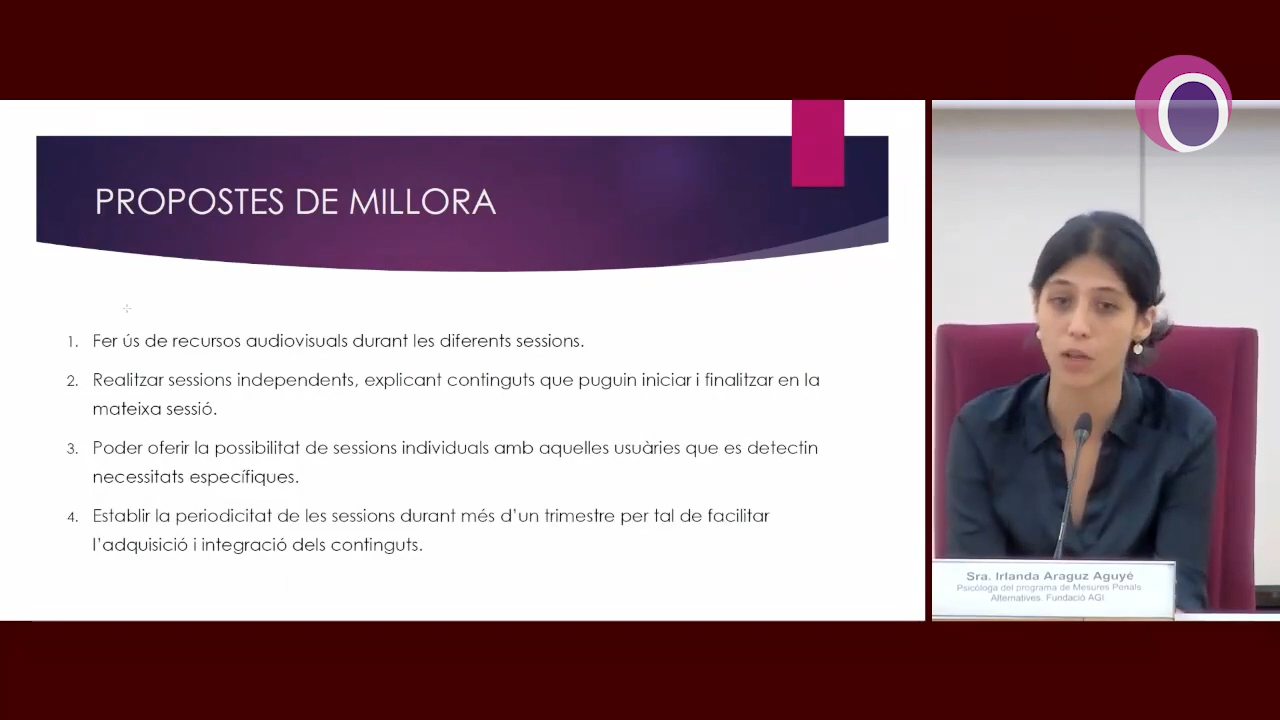 PROPOSTES DE MILLORA
1. Fer ús de recursos audiovisuals durant les diferents sessions.
2. Realitzar sessions independents, explicant continguts que puguin iniciar i finalitzar en la
mateixa sessió.
3. Poder oferir la possibilitat de sessions individuals amb aquelles usuàries que es detectin
necessitats específiques.
4. Establir la periodicitat de les sessions durant més d'un trimestre per tal de facilitar
l'adquisició i integració dels continguts.
Sra. Irlanda Araguz Aguyé
Psicòloga del programa de Mesures Penals
Alternatives. Fundació AGI